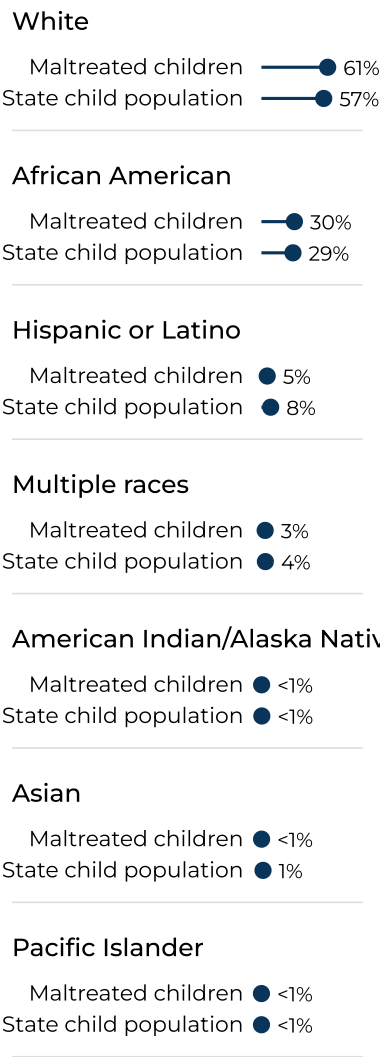 White
Maltreated children 61%
State child population 57%
African American
Maltreated children 30%
State child population 29%
Hispanic or Latino
Maltreated children 5%
State child population 8%
Multiple races
Maltreated children 3%
State child population 4%
American Indian/Alaska Nativ
Maltreated children <1%
State child population <1%
Asian
Maltreated children <1%
State child population 1%
Pacific Islander
Maltreated children <1%
State child population <1%